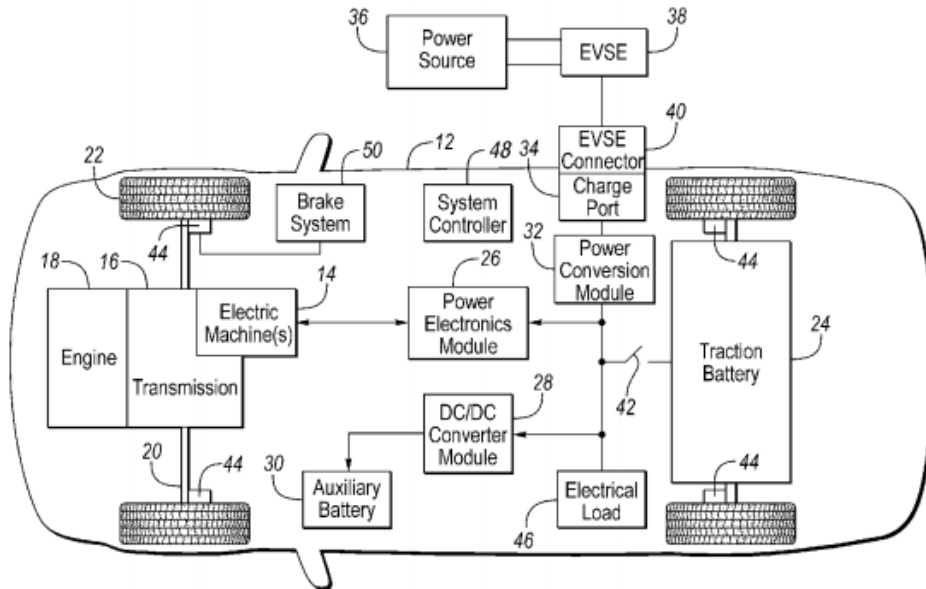 36
Power
Source
EVSE
38
EVSE
Connector
40
34
Charge
Port
22
50
12
48
Brake
System
System
Controller
44
18
16
14
26
32
Power
Conversion
Module
44
Electric
Machine(s)
Power
Electronics
Module
24
Engine
Transmission
Traction
Battery
42
28
DC/DC
Converter
Module
20
44
30
Auxiliary
Battery
Electrical
Load
46
44